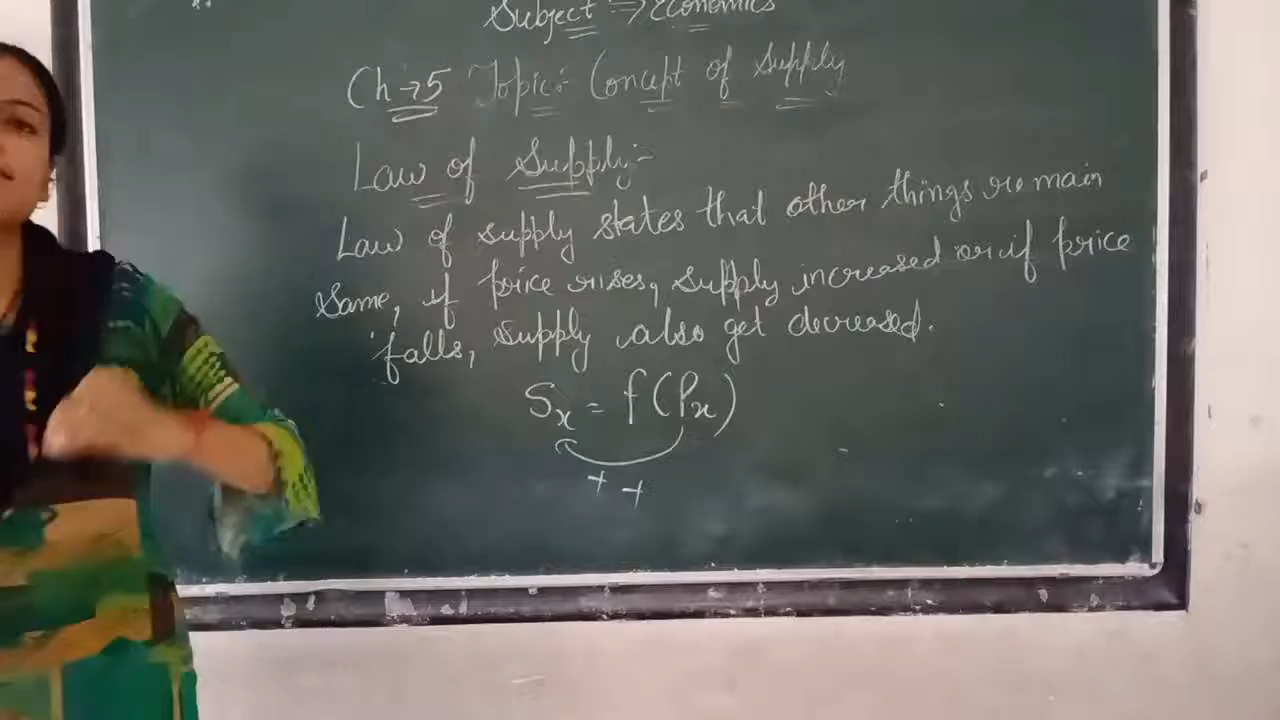 Subject ⇒ Economics
Ch → 5 Topic:- Concept of Supply
Law of Supply:-
Law of supply states that other things remain
same, if price rises, supply increased or if price
falls, supply also get decreased.
Sx = f(Px)
+ +